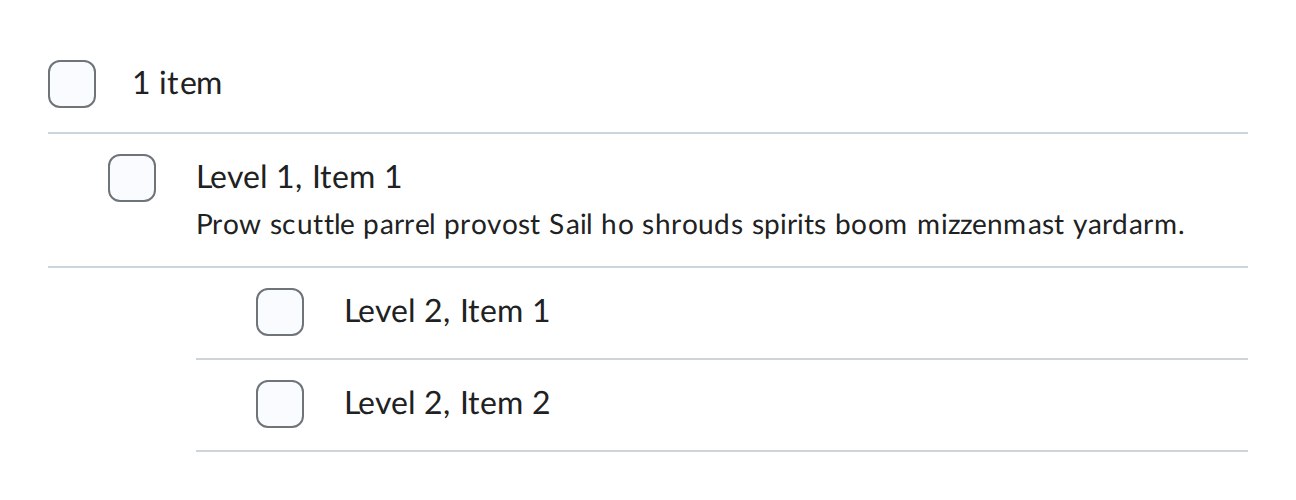 1 item
Level 1, Item 1
Prow scuttle parrel provost Sail ho shrouds spirits boom mizzenmast yardarm.
Level 2, Item 1
Level 2, Item 2